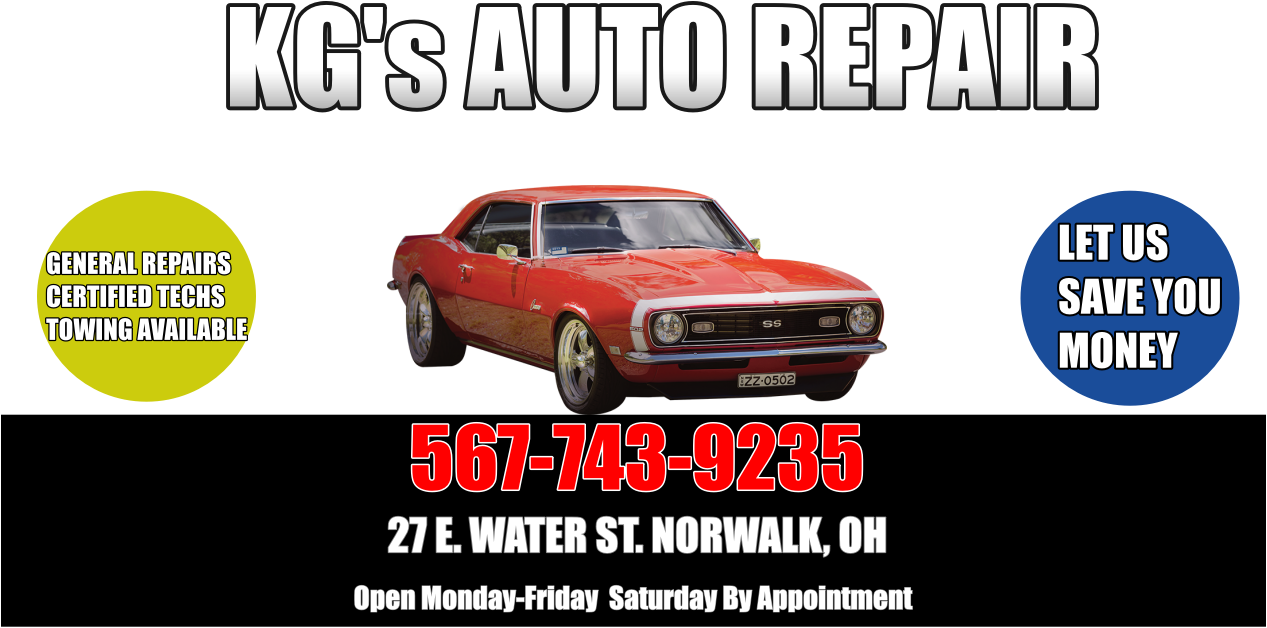 KG's AUTO REPAIR
GENERAL REPAIRS
CERTIFIED TECHS
TOWING AVAILABLE
LET US
SAVE YOU
MONEY
SS
ZZ·0502
567-743-9235
27 E. WATER ST. NORWALK, OH
Open Monday-Friday Saturday By Appointment